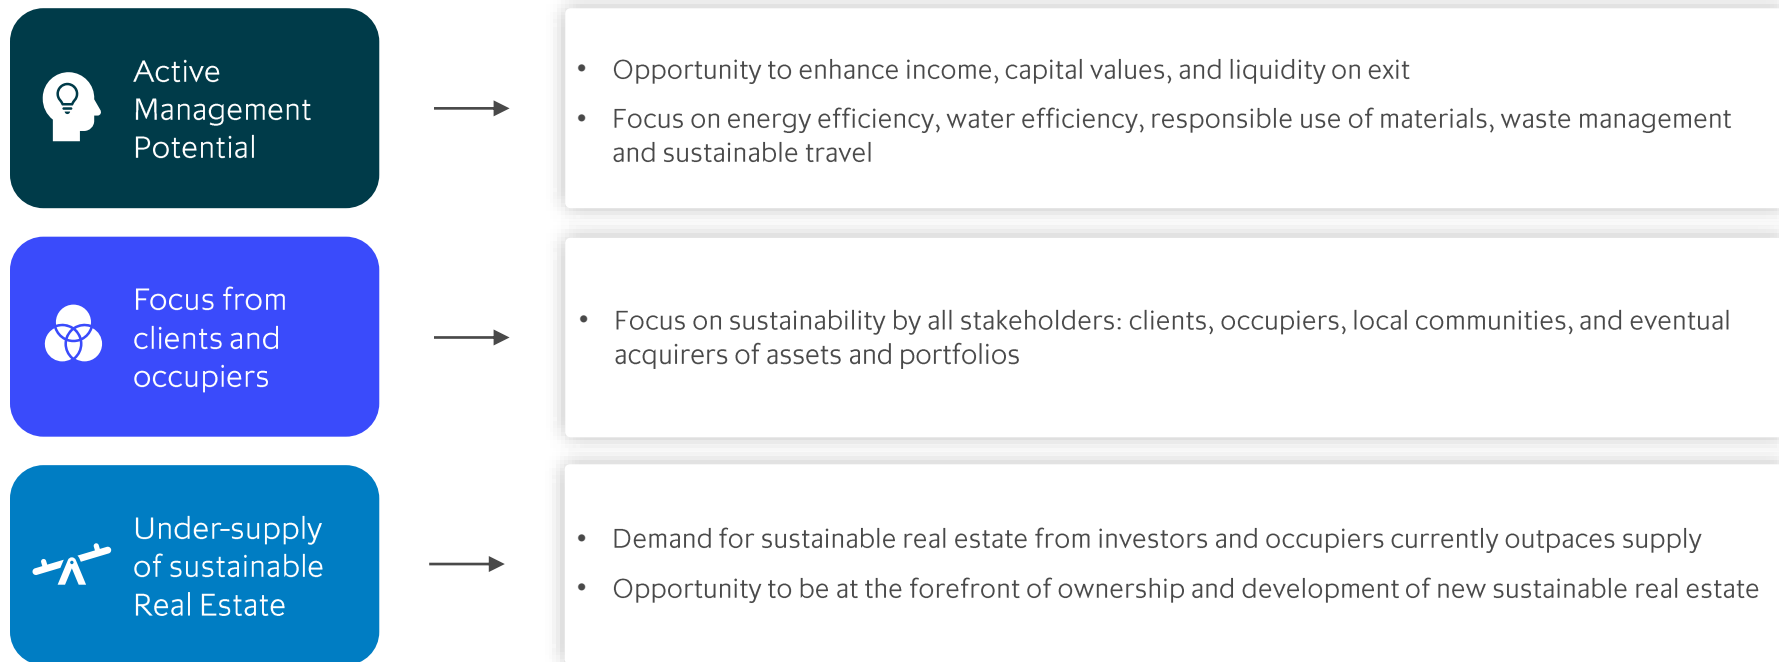 Active
Management
Potential
• Opportunity to enhance income, capital values, and liquidity on exit
• Focus on energy efficiency, water efficiency, responsible use of materials, waste management
and sustainable travel
Focus from
clients and
occupiers
• Focus on sustainability by all stakeholders: clients, occupiers, local communities, and eventual
acquirers of assets and portfolios
Under-supply
of sustainable
Real Estate
• Demand for sustainable real estate from investors and occupiers currently outpaces supply
• Opportunity to be at the forefront of ownership and development of new sustainable real estate